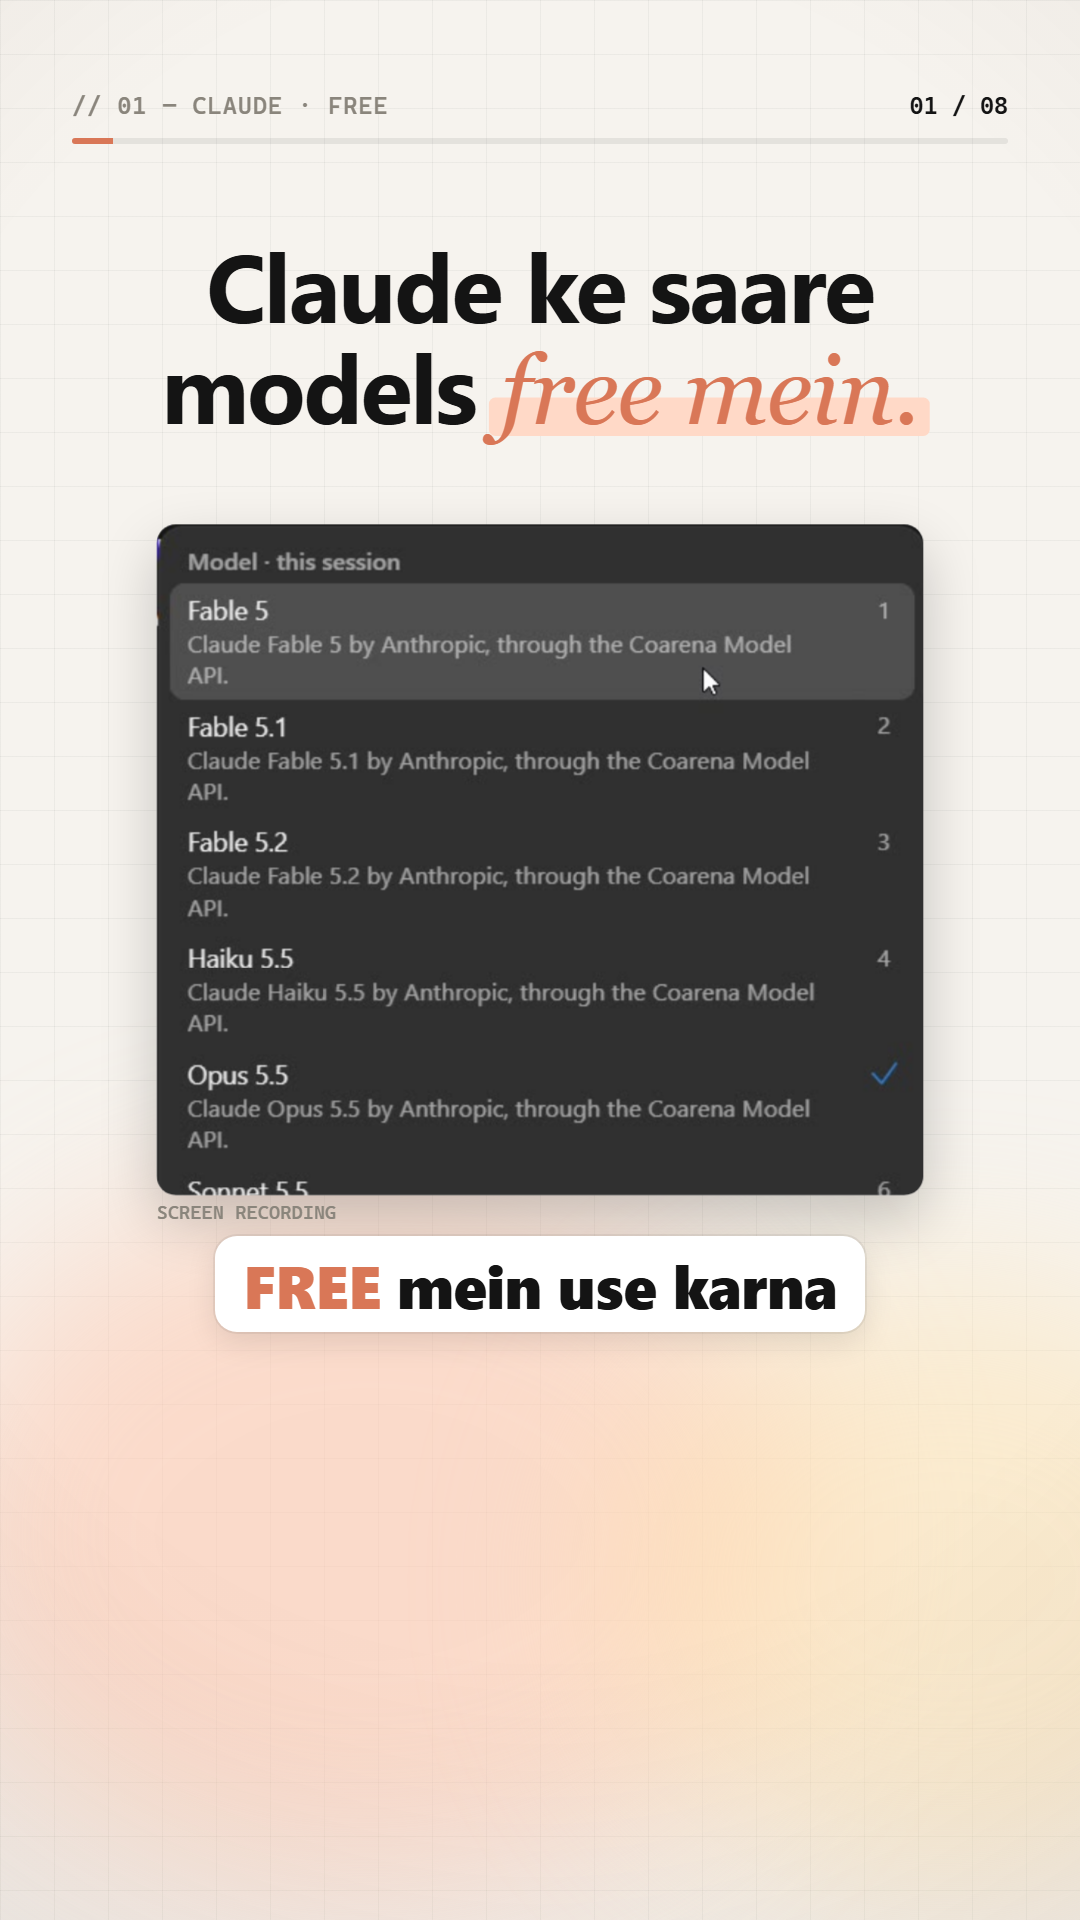 // 01 — CLAUDE · FREE
01 / 08
Claude ke saare
models free mein.
Model · this session
Fable 5
1
Claude Fable 5 by Anthropic, through the Coarena Model
API.
Fable 5.1
2
Claude Fable 5.1 by Anthropic, through the Coarena Model
API.
Fable 5.2
3
Claude Fable 5.2 by Anthropic, through the Coarena Model
API.
Haiku 5.5
4
Claude Haiku 5.5 by Anthropic, through the Coarena Model
API.
Opus 5.5
Claude Opus 5.5 by Anthropic, through the Coarena Model
API.
Sonnet 5.5
6
SCREEN RECORDING
FREE mein use karna